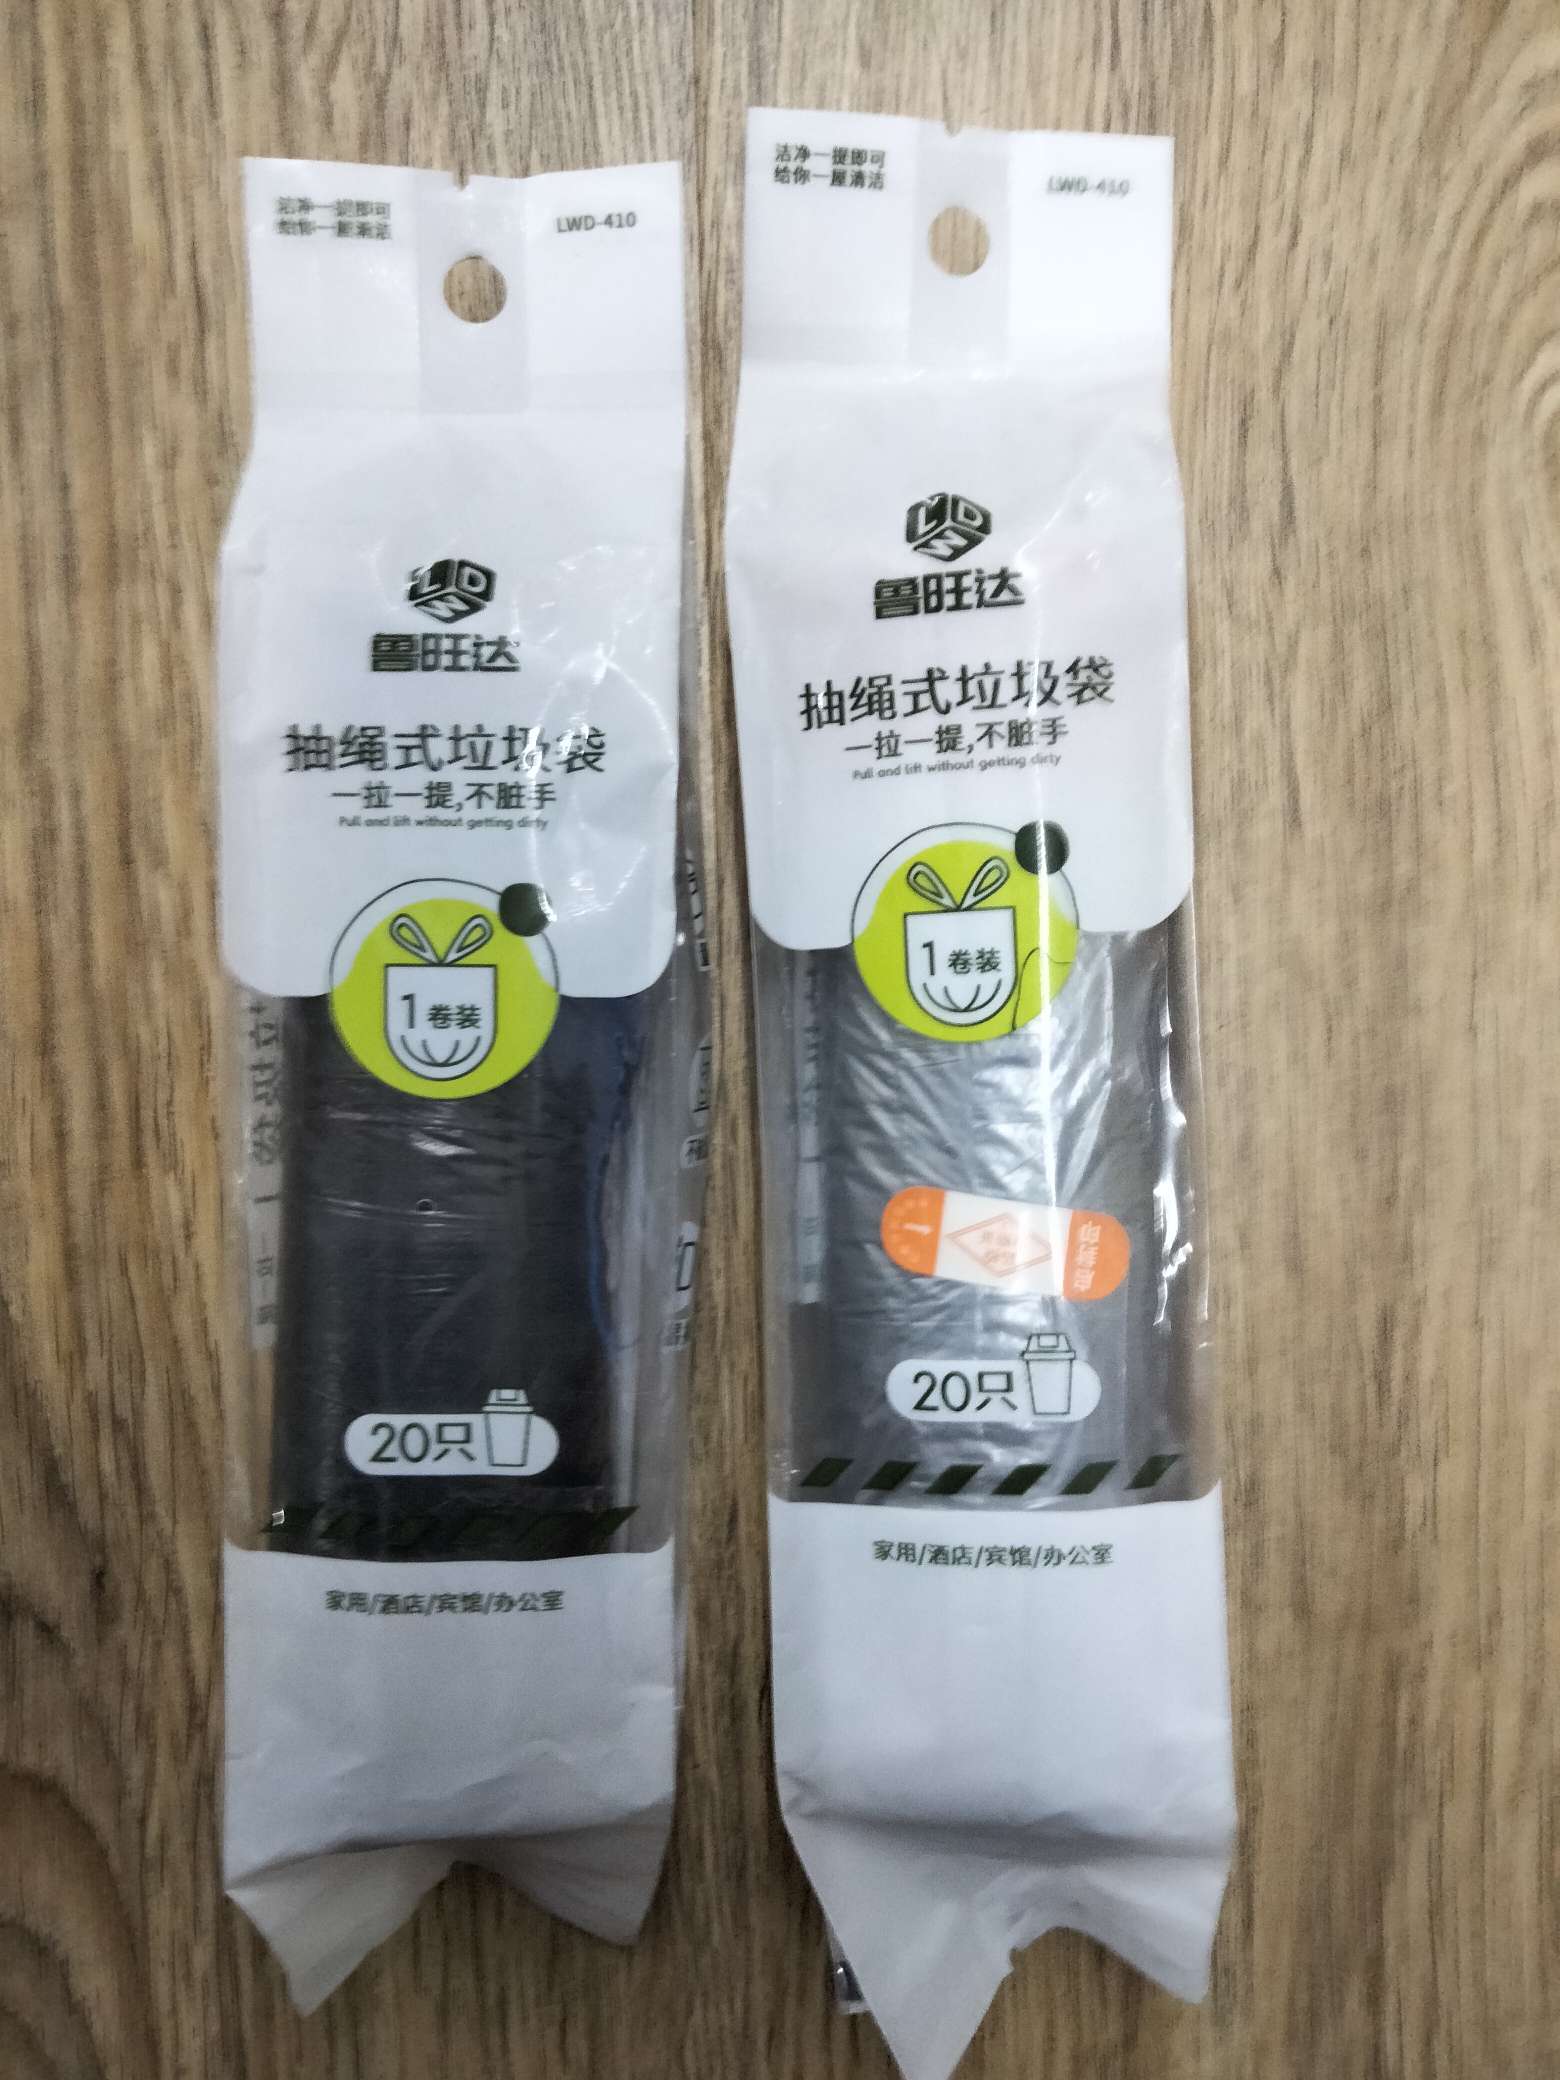 洁净一提即可
给你一屋清洁
LWD-410
LWD
鲁旺达
抽绳式垃圾袋
一拉一提,不脏手
Pull and lift without getting dirty
1卷装
20只
家用/酒店/宾馆/办公室
洁净一提即可
给你一屋清洁
LWD-410
LWD
鲁旺达
抽绳式垃圾袋
一拉一提,不脏手
Pull and lift without getting dirty
1卷装
20只
家用/酒店/宾馆/办公室